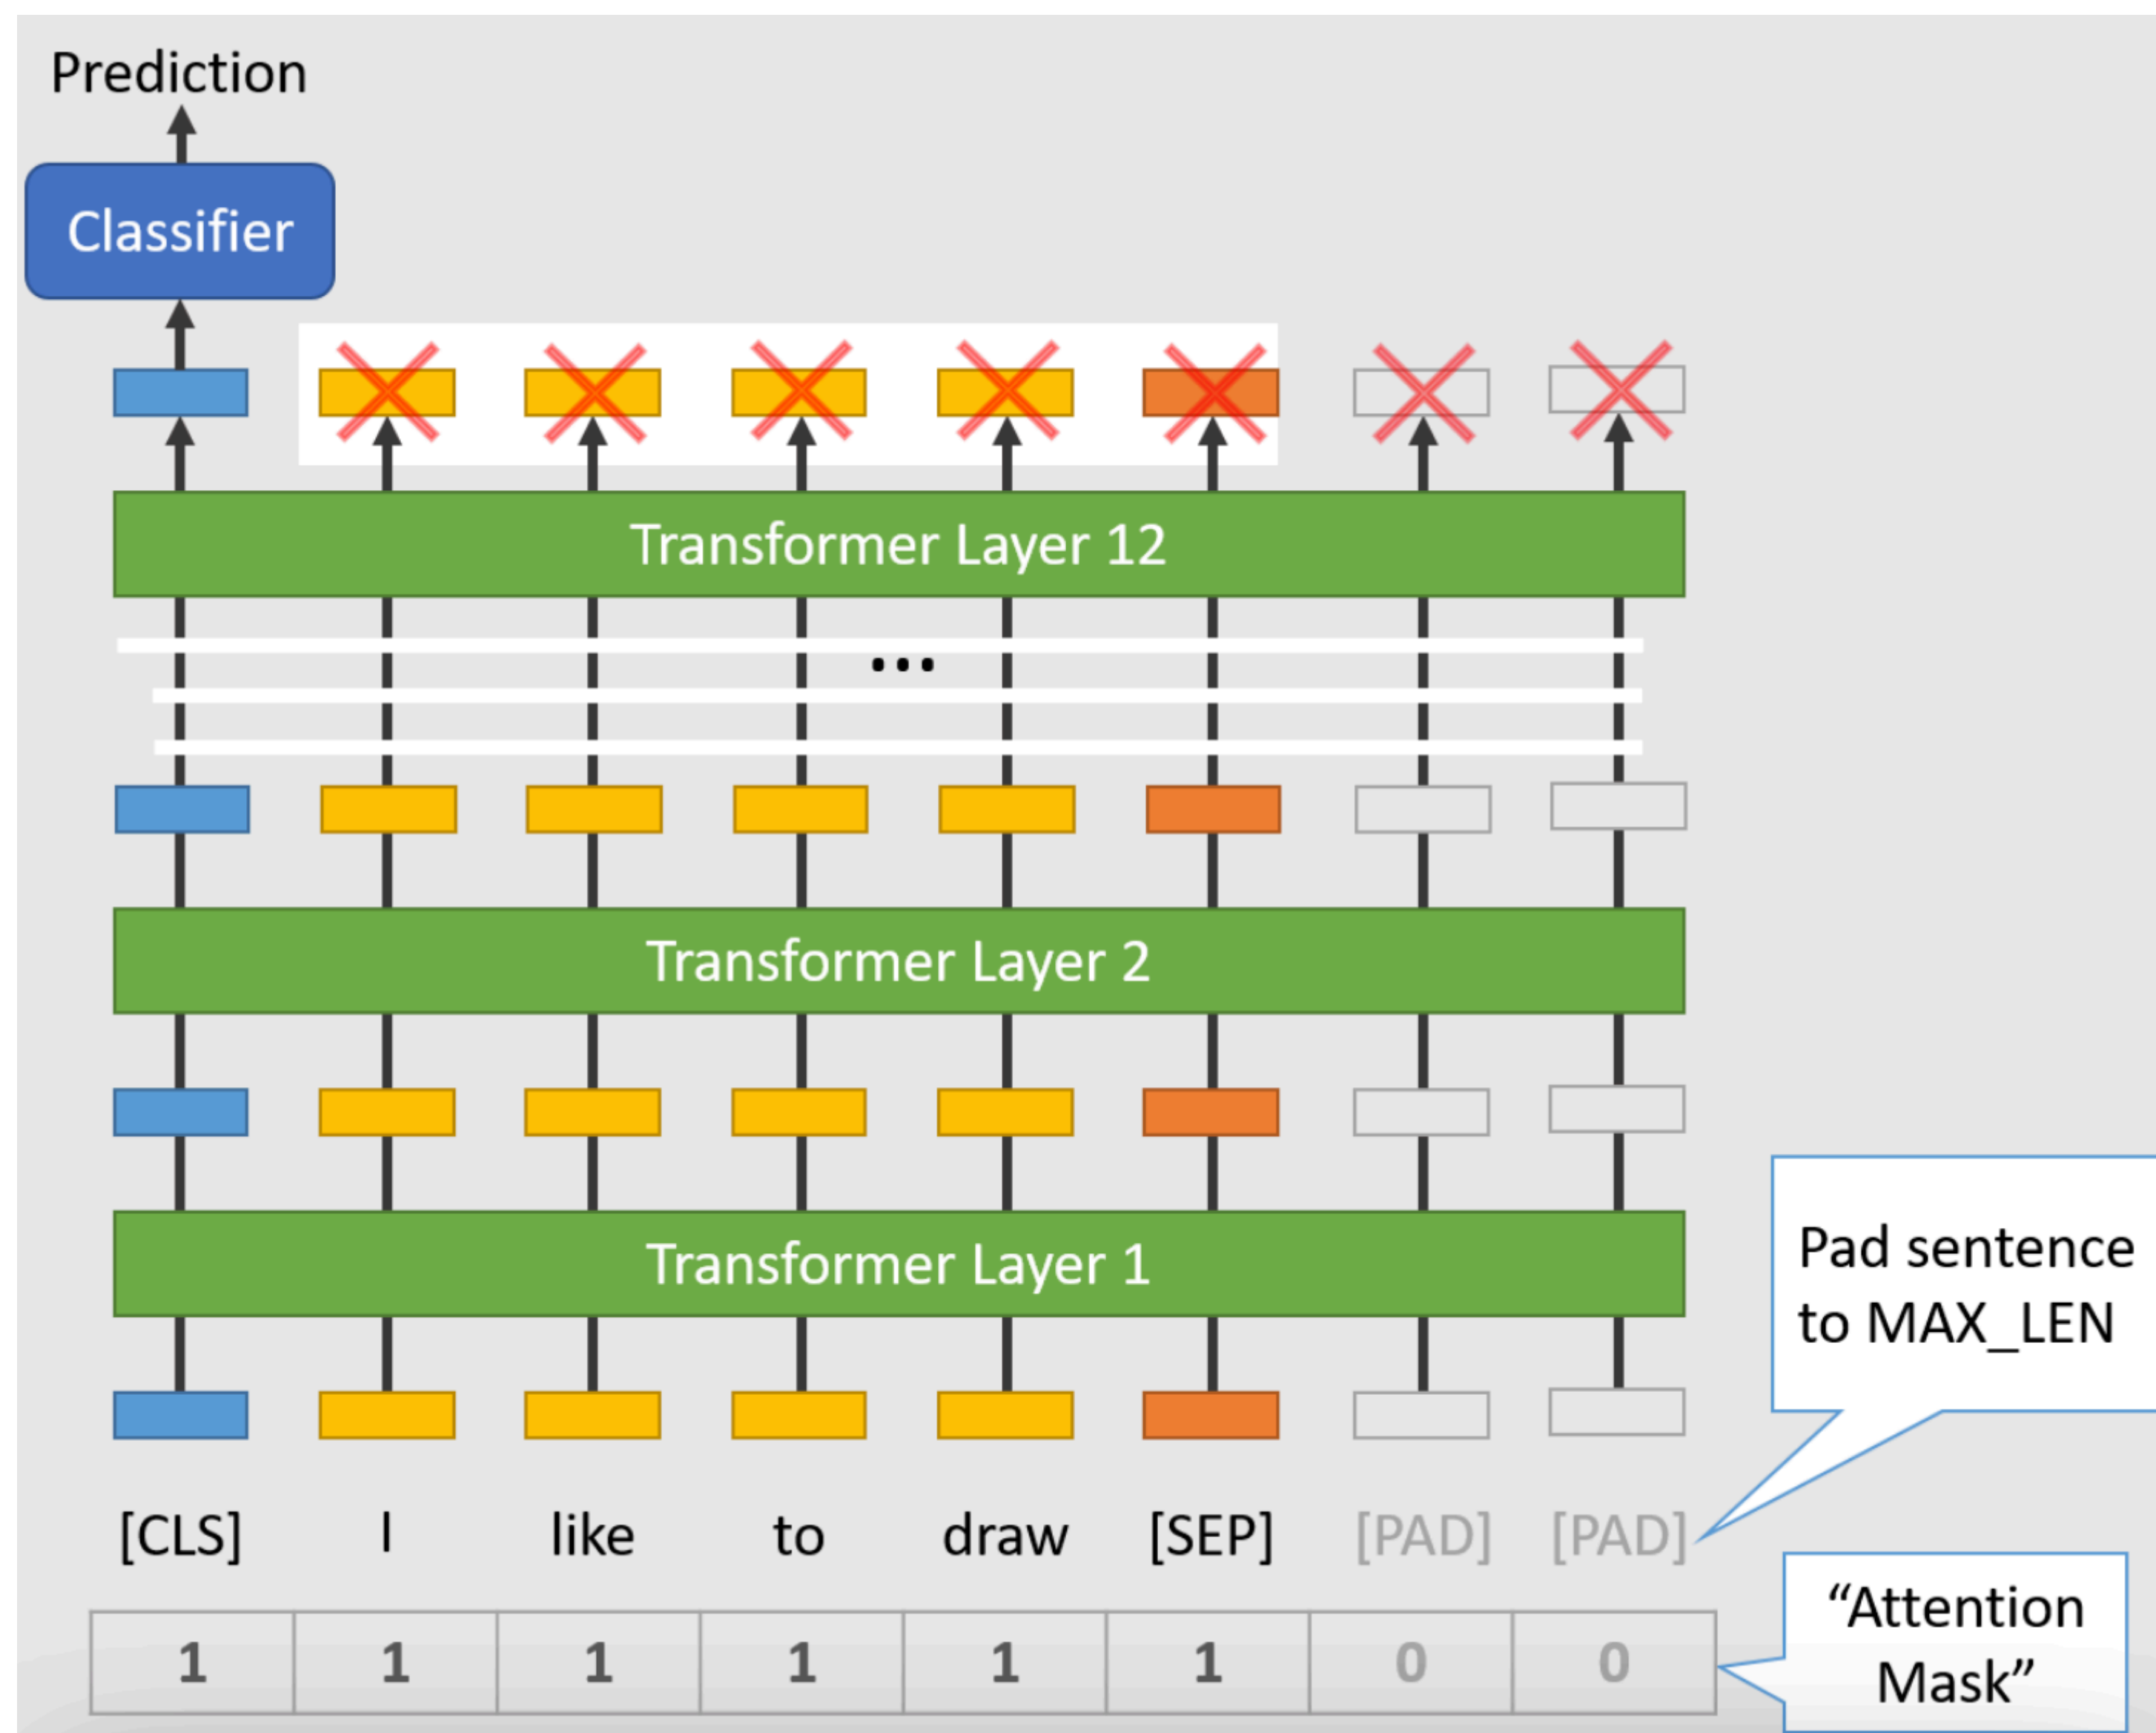 Prediction
Classifier
Transformer Layer 12
...
Transformer Layer 2
Transformer Layer 1
Pad sentence
to MAX_LEN
[CLS] I like to draw [SEP] [PAD] [PAD]
1 1 1 1 1 1 0 0
“Attention
Mask”